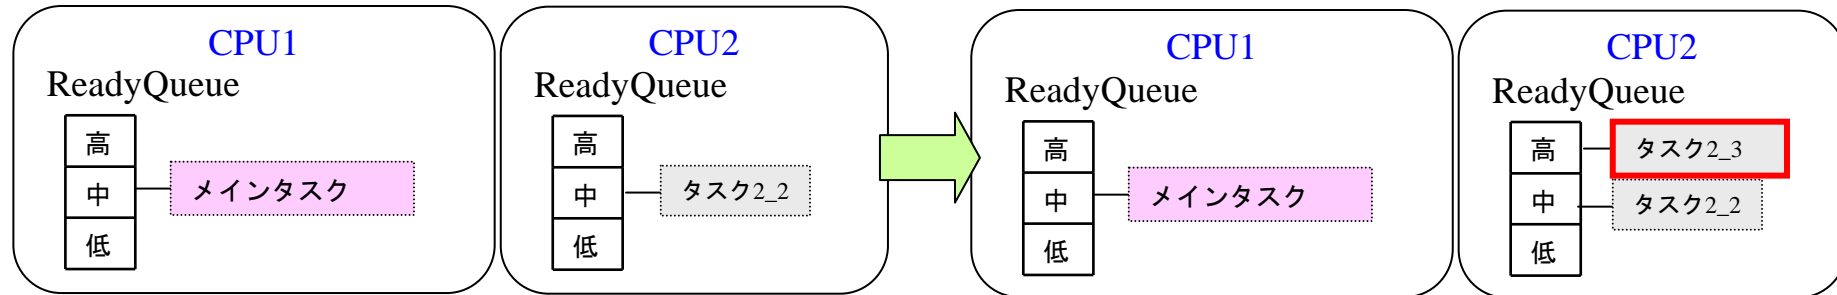 CPU1
ReadyQueue
高
中
低
メインタスク
CPU2
ReadyQueue
高
中
低
タスク2_2
CPU1
ReadyQueue
高
中
低
メインタスク
CPU2
ReadyQueue
高
中
低
タスク2_3
タスク2_2